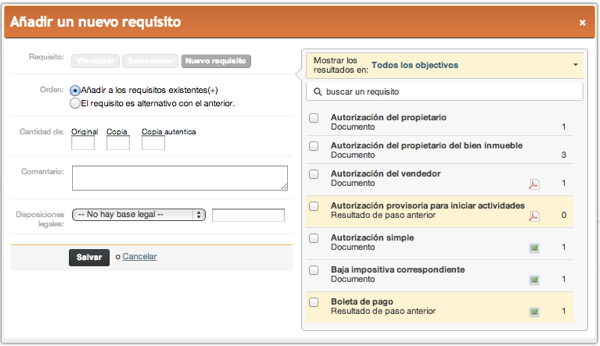 Añadir un nuevo requisito
×
Requisito:
Visualizar Seleccionar Nuevo requisito
Orden:
Añadir a los requisitos existentes(+)
El requisito es alternativo con el anterior.
Cantidad de: Original Copia Copia autentica
Comentario:
Disposiciones legales:
-- No hay base legal --
Salvar o Cancelar
Mostrar los resultados en: Todos los objectivos
buscar un requisito
Autorización del propietario
Documento 1
Autorización del propietario del bien inmueble
Documento 3
Autorización del vendedor
Documento 1
Autorización provisoria para iniciar actividades
Resultado de paso anterior 0
Autorización simple
Documento 1
Baja impositiva correspondiente
Documento 1
Boleta de pago
Resultado de paso anterior 1